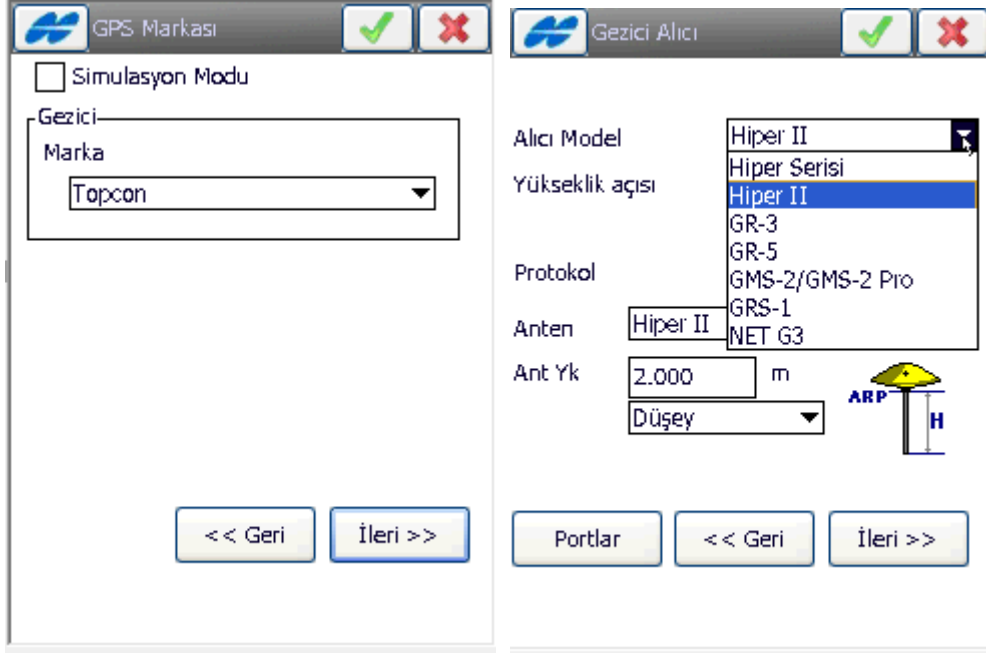 GPS Markası
Simulasyon Modu
Gezici
Marka
Topcon
<< Geri
İleri >>
Gezici Alıcı
Alıcı Model
Hiper II
Hiper Serisi
Hiper II
GR-3
GR-5
GMS-2/GMS-2 Pro
GRS-1
NET G3
Yükseklik açısı
Protokol
Anten
Hiper II
Ant Yk
2.000
m
Düşey
ARP
H
Portlar
<< Geri
İleri >>